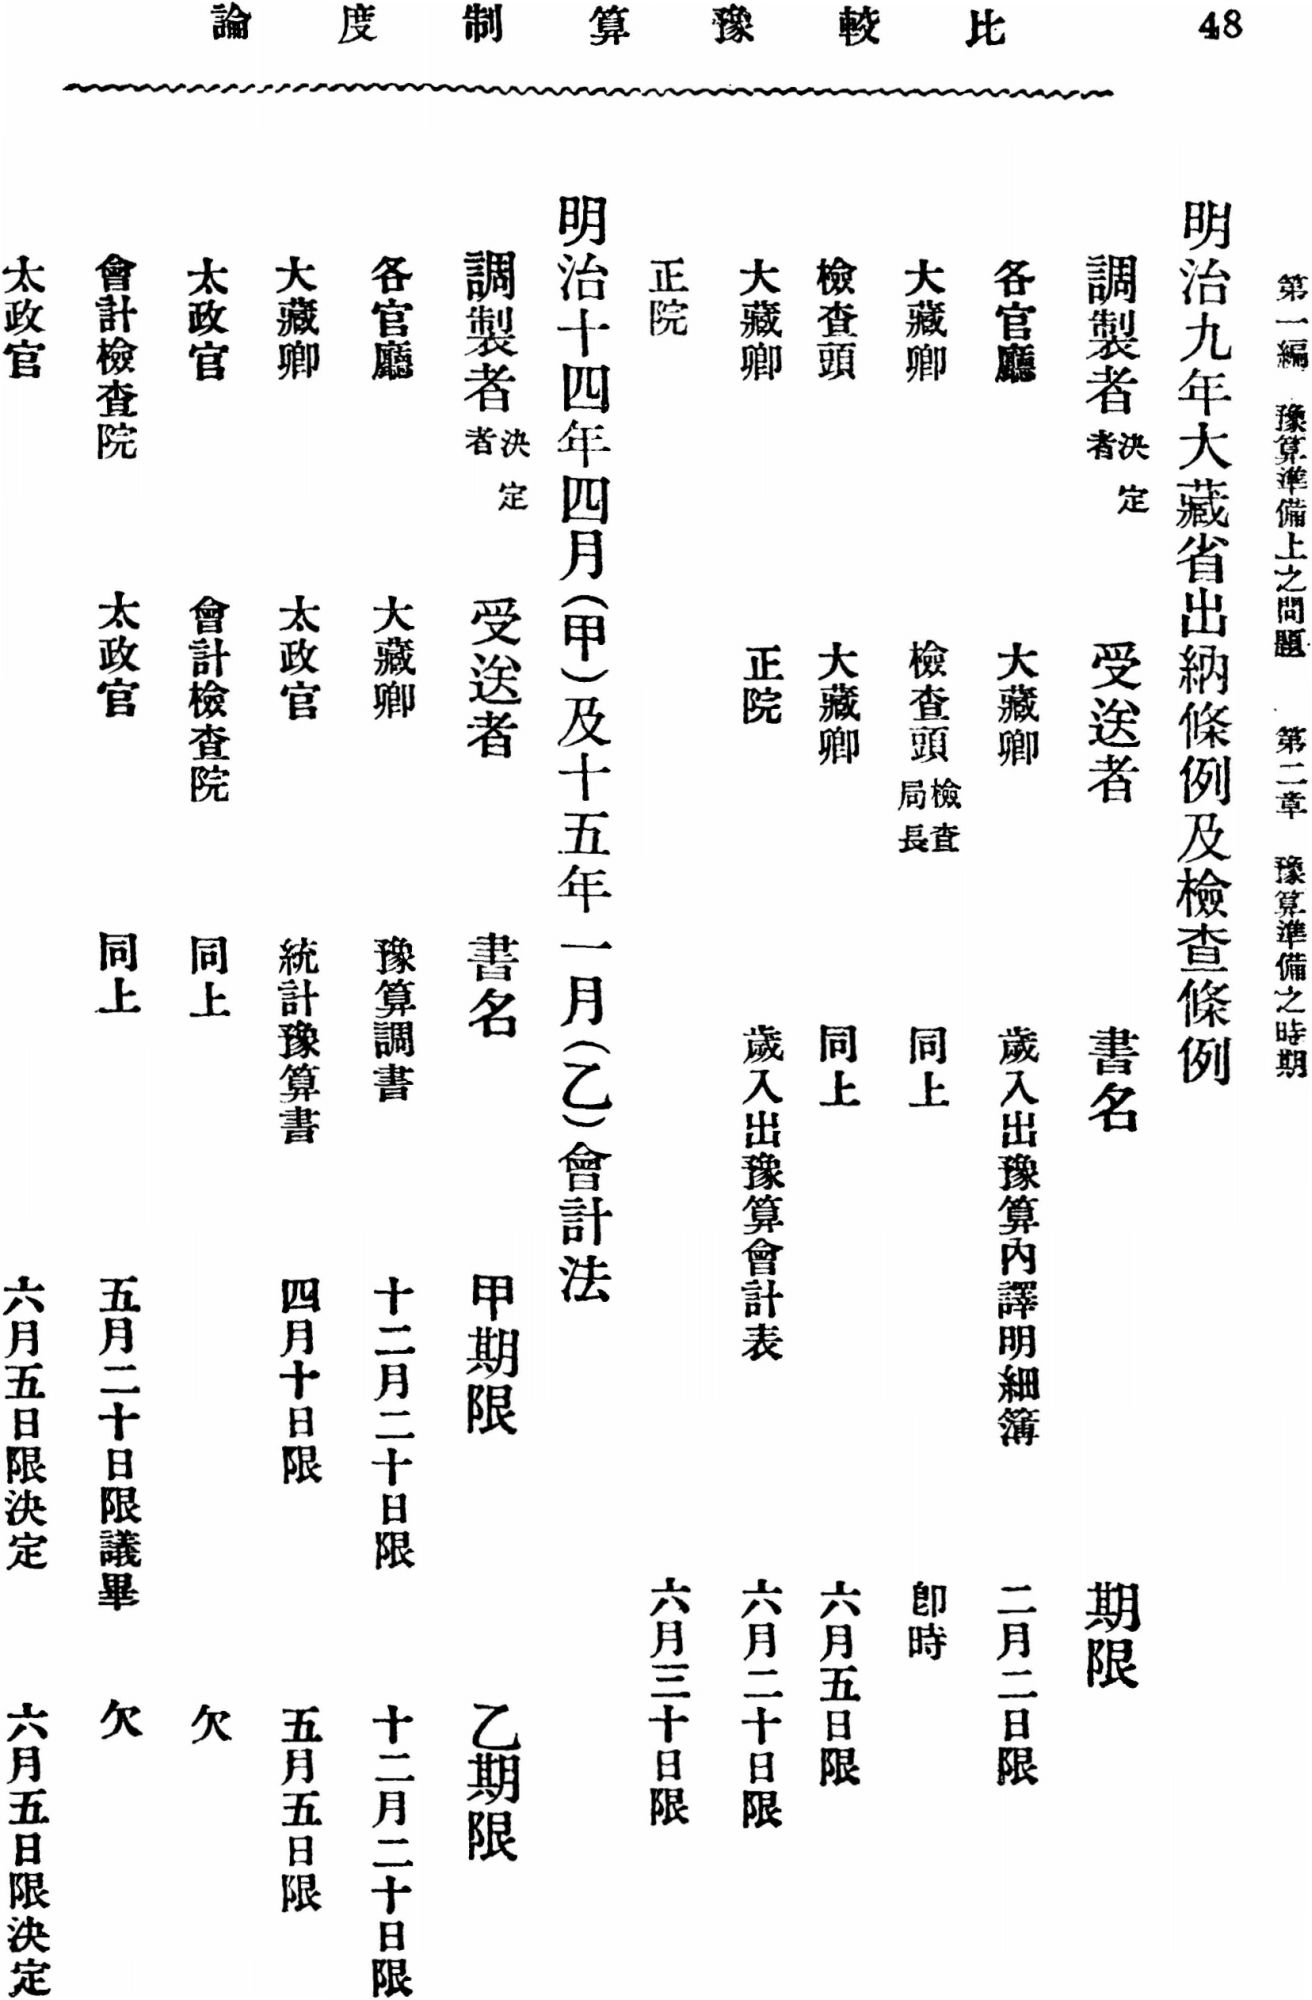 48
比較豫算制度論
第一編 豫算準備上之問題 第二章 豫算準備之時期
明治九年大藏省出納條例及檢查條例
調製者 決定者 受送者 書名 期限
各官廳 大藏卿 歲入出豫算內譯明細簿 二月二日限
大藏卿 檢查頭 檢查局長 同上 卽時
檢查頭 大藏卿 同上 六月五日限
大藏卿 正院 歲入出豫算會計表 六月二十日限
正院 六月三十日限
明治十四年四月(甲)及十五年一月(乙)會計法
調製者 決定者 受送者 書名 甲期限 乙期限
各官廳 大藏卿 豫算調書 十二月二十日限 十二月二十日限
大藏卿 太政官 統計豫算書 四月十日限 五月五日限
太政官 會計檢查院 同上 欠
會計檢查院 太政官 同上 五月二十日限議畢 欠
太政官 六月五日限決定 六月五日限決定